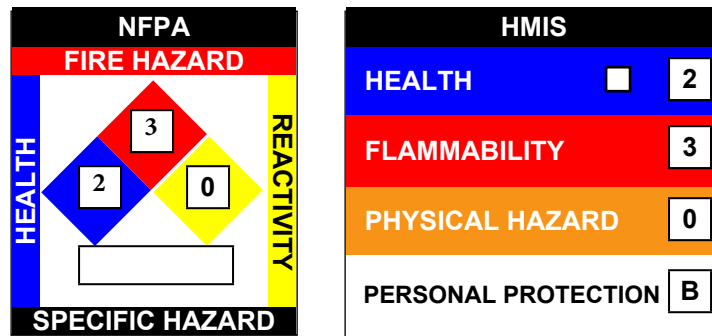 NFPA
FIRE HAZARD
HEALTH
3
2
0
REACTIVITY
SPECIFIC HAZARD
HMIS
HEALTH 2
FLAMMABILITY 3
PHYSICAL HAZARD 0
PERSONAL PROTECTION B